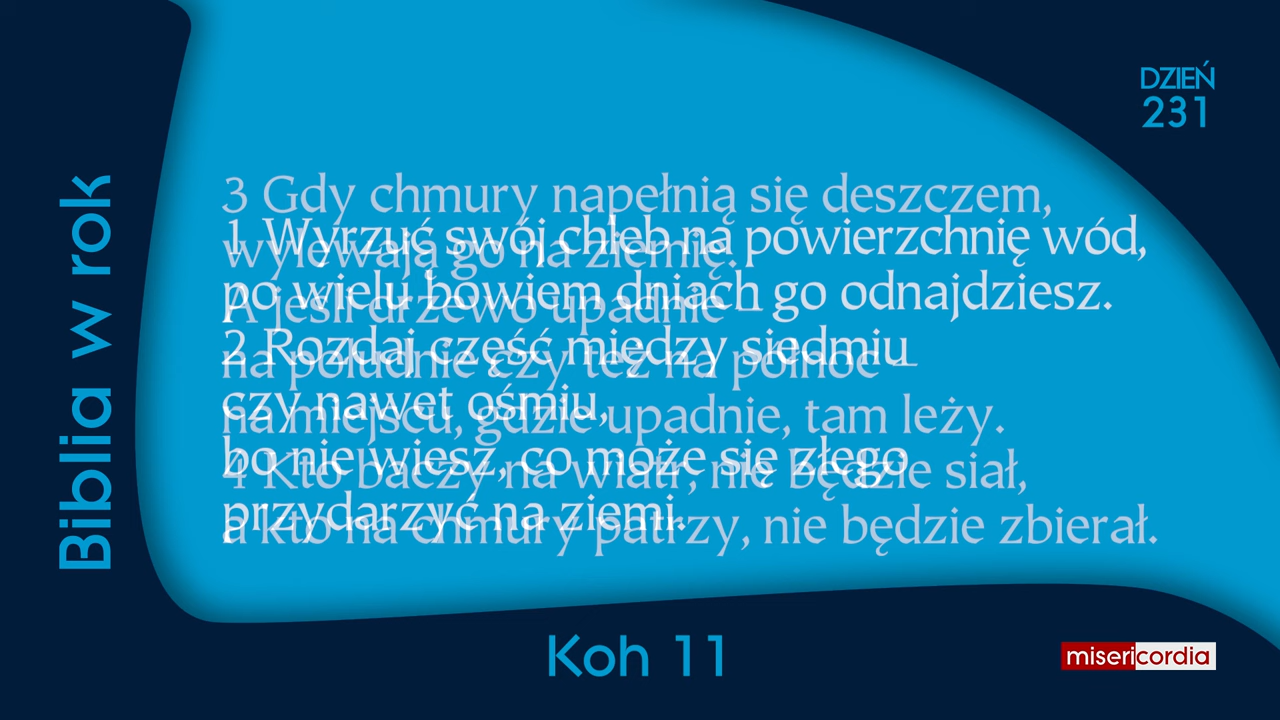 DZIEŃ
231
Biblia w rok
1 Wyrzuć swój chleb na powierzchnię wód,
po wielu bowiem dniach go odnajdziesz.
2 Rozdaj część między siedmiu
czy nawet ośmiu,
bo nie wiesz, co może się złego
przydarzyć na ziemi.
3 Gdy chmury napełnią się deszczem,
wylewają go na ziemię.
A jeśli drzewo upadnie –
na południe czy też na północ –
na miejscu, gdzie upadnie, tam leży.
4 Kto baczy na wiatr, nie będzie siał,
a kto na chmury patrzy, nie będzie zbierał.
Koh 11
misericordia